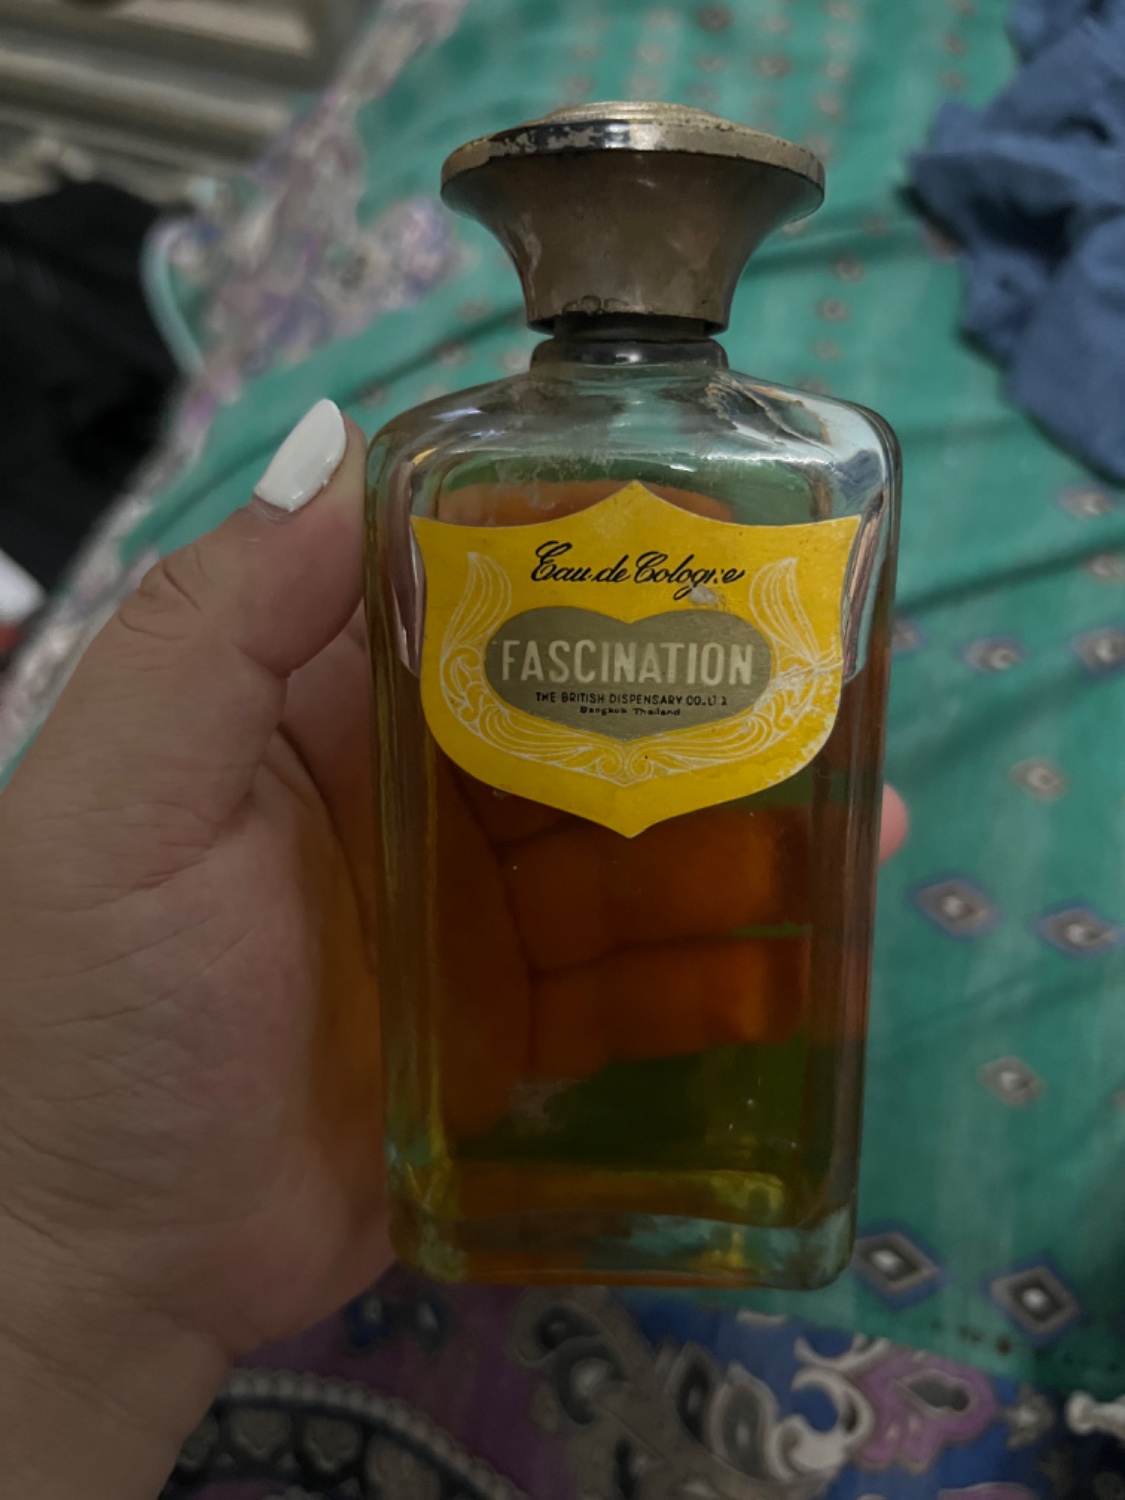 Eau de Cologne
FASCINATION
THE BRITISH DISPENSARY CO., LTD.
Bangkok Thailand